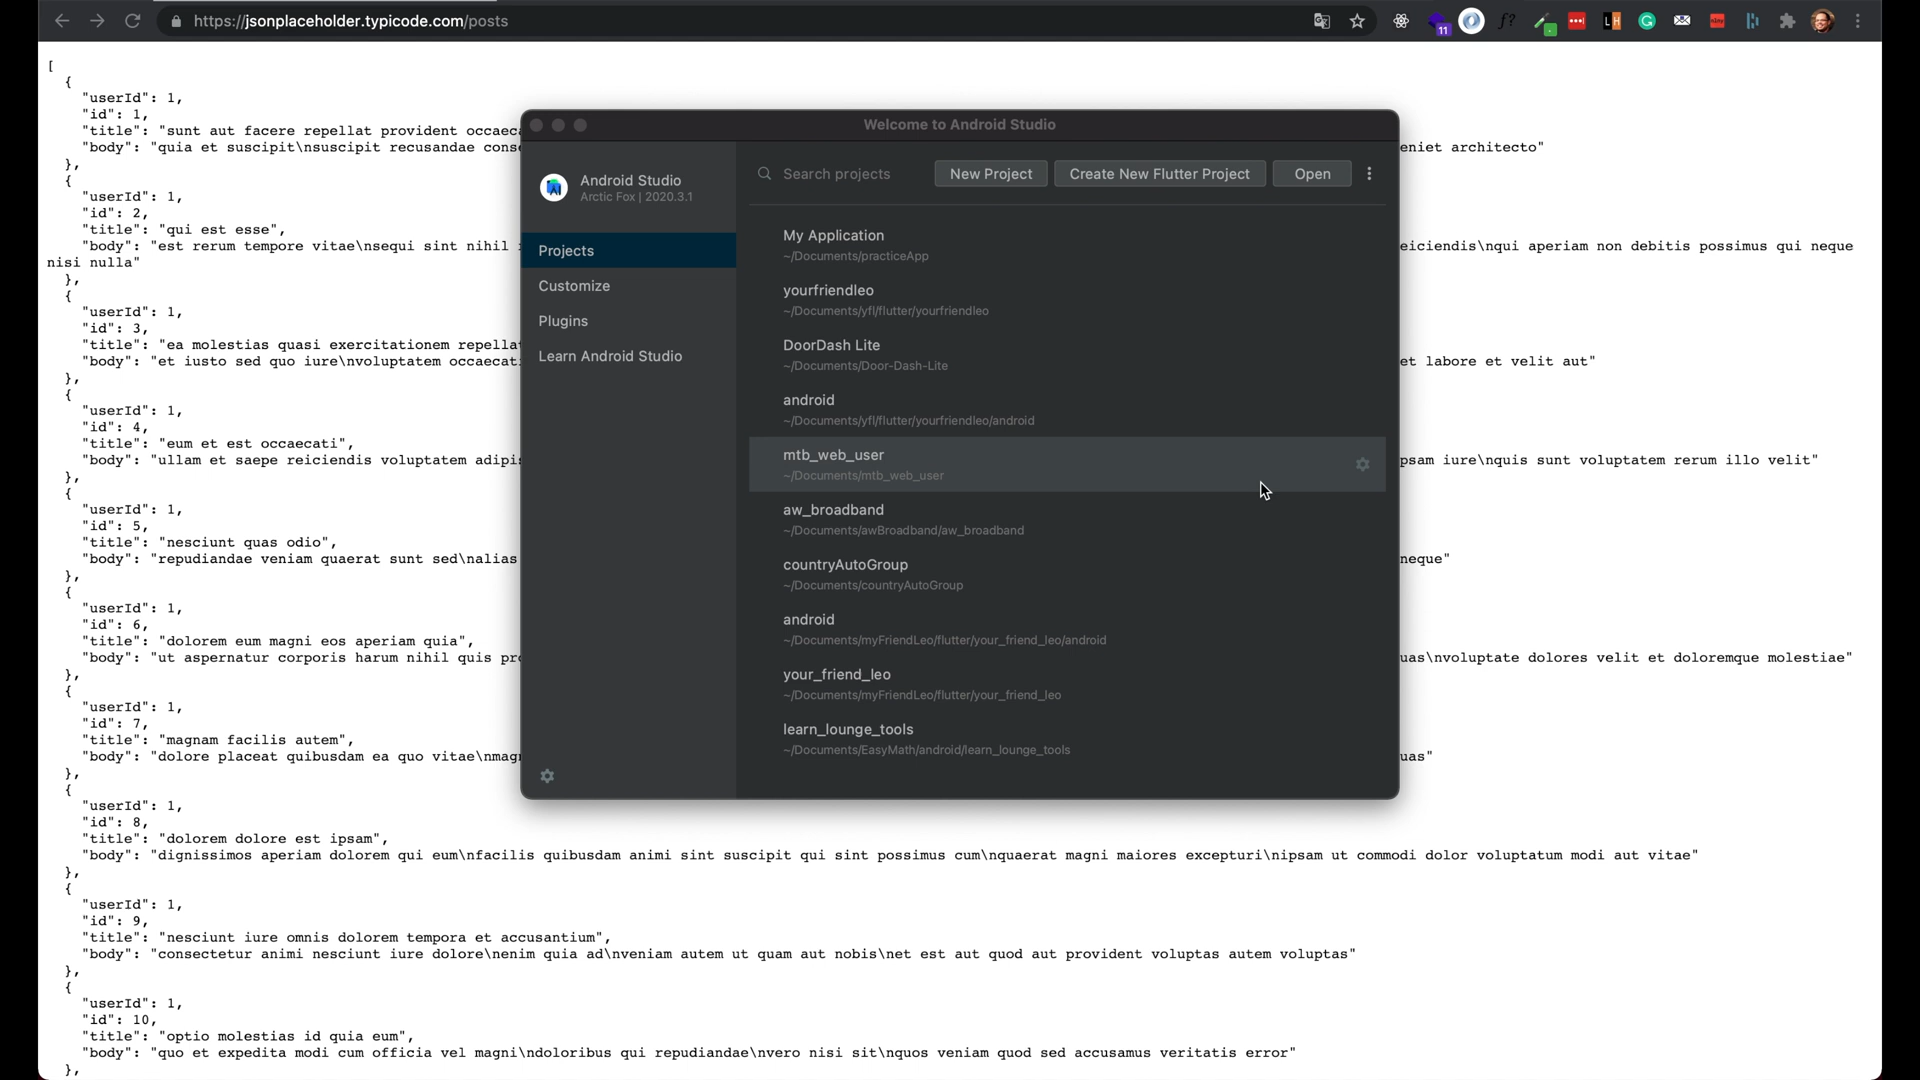 https://jsonplaceholder.typicode.com/posts
11
f?
LH
[
{
"userId": 1,
"id": 1,
"title": "sunt aut facere repellat provident occaeca
"body": "quia et suscipit\nsuscipit recusandae conse
eniet architecto"
},
{
"userId": 1,
"id": 2,
"title": "qui est esse",
"body": "est rerum tempore vitae\nsequi sint nihil
eiciendis\nqui aperiam non debitis possimus qui neque
nisi nulla"
},
{
"userId": 1,
"id": 3,
"title": "ea molestias quasi exercitationem repellat
"body": "et iusto sed quo iure\nvoluptatem occaecati
et labore et velit aut"
},
{
"userId": 1,
"id": 4,
"title": "eum et est occaecati",
"body": "ullam et saepe reiciendis voluptatem adipis
psam iure\nquis sunt voluptatem rerum illo velit"
},
{
"userId": 1,
"id": 5,
"title": "nesciunt quas odio",
"body": "repudiandae veniam quaerat sunt sed\nalias
neque"
},
{
"userId": 1,
"id": 6,
"title": "dolorem eum magni eos aperiam quia",
"body": "ut aspernatur corporis harum nihil quis pro
uas\nvoluptate dolores velit et doloremque molestiae"
},
{
"userId": 1,
"id": 7,
"title": "magnam facilis autem",
"body": "dolore placeat quibusdam ea quo vitae\nmagn
uas"
},
{
"userId": 1,
"id": 8,
"title": "dolorem dolore est ipsam",
"body": "dignissimos aperiam dolorem qui eum\nfacilis quibusdam animi sint suscipit qui sint possimus cum\nquaerat magni maiores excepturi\nipsam ut commodi dolor voluptatum modi aut vitae"
},
{
"userId": 1,
"id": 9,
"title": "nesciunt iure omnis dolorem tempora et accusantium",
"body": "consectetur animi nesciunt iure dolore\nenim quia ad\nveniam autem ut quam aut nobis\net est aut quod aut provident voluptas autem voluptas"
},
{
"userId": 1,
"id": 10,
"title": "optio molestias id quia eum",
"body": "quo et expedita modi cum officia vel magni\ndoloribus qui repudiandae\nvero nisi sit\nquos veniam quod sed accusamus veritatis error"
},
Welcome to Android Studio
Android Studio
Arctic Fox | 2020.3.1
Projects
Customize
Plugins
Learn Android Studio
Search projects
New Project
Create New Flutter Project
Open
My Application
~/Documents/practiceApp
yourfriendleo
~/Documents/yfl/flutter/yourfriendleo
DoorDash Lite
~/Documents/Door-Dash-Lite
android
~/Documents/yfl/flutter/yourfriendleo/android
mtb_web_user
~/Documents/mtb_web_user
aw_broadband
~/Documents/awBroadband/aw_broadband
countryAutoGroup
~/Documents/countryAutoGroup
android
~/Documents/myFriendLeo/flutter/your_friend_leo/android
your_friend_leo
~/Documents/myFriendLeo/flutter/your_friend_leo
learn_lounge_tools
~/Documents/EasyMath/android/learn_lounge_tools